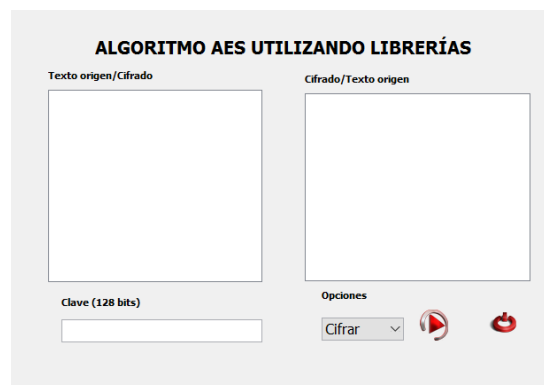 ALGORITMO AES UTILIZANDO LIBRERÍAS
Texto origen/Cifrado
Cifrado/Texto origen
Clave (128 bits)
Opciones
Cifrar